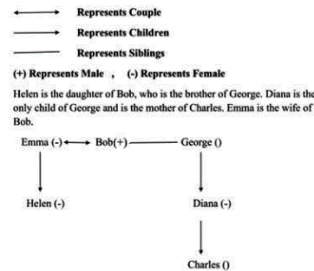 Represents Couple
Represents Children
Represents Siblings
(+) Represents Male , (-) Represents Female
Helen is the daughter of Bob, who is the brother of George. Diana is the
only child of George and is the mother of Charles. Emma is the wife of
Bob.
Emma (-) Bob(+) George ()
Helen (-) Diana (-)
Charles ()